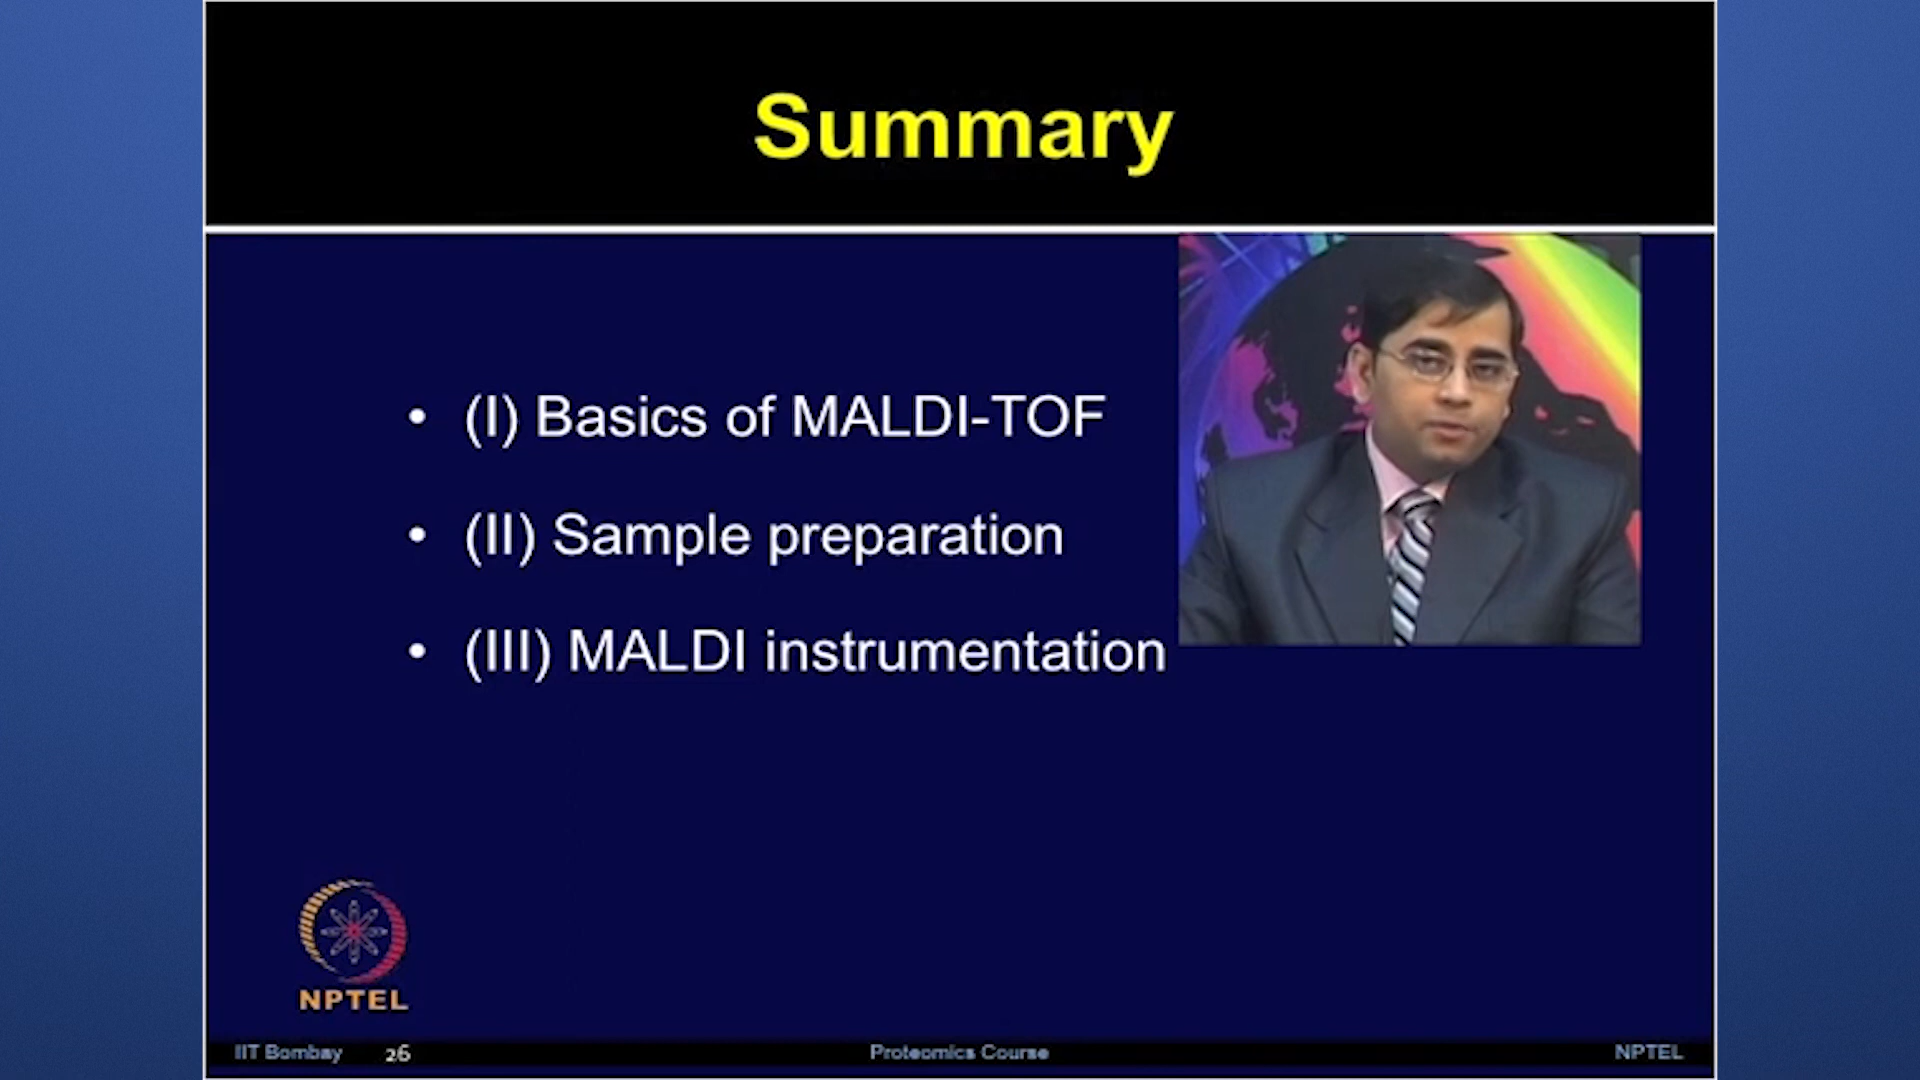 Summary
• (I) Basics of MALDI-TOF
• (II) Sample preparation
• (III) MALDI instrumentation
NPTEL
IIT Bombay 26 Proteomics Course NPTEL